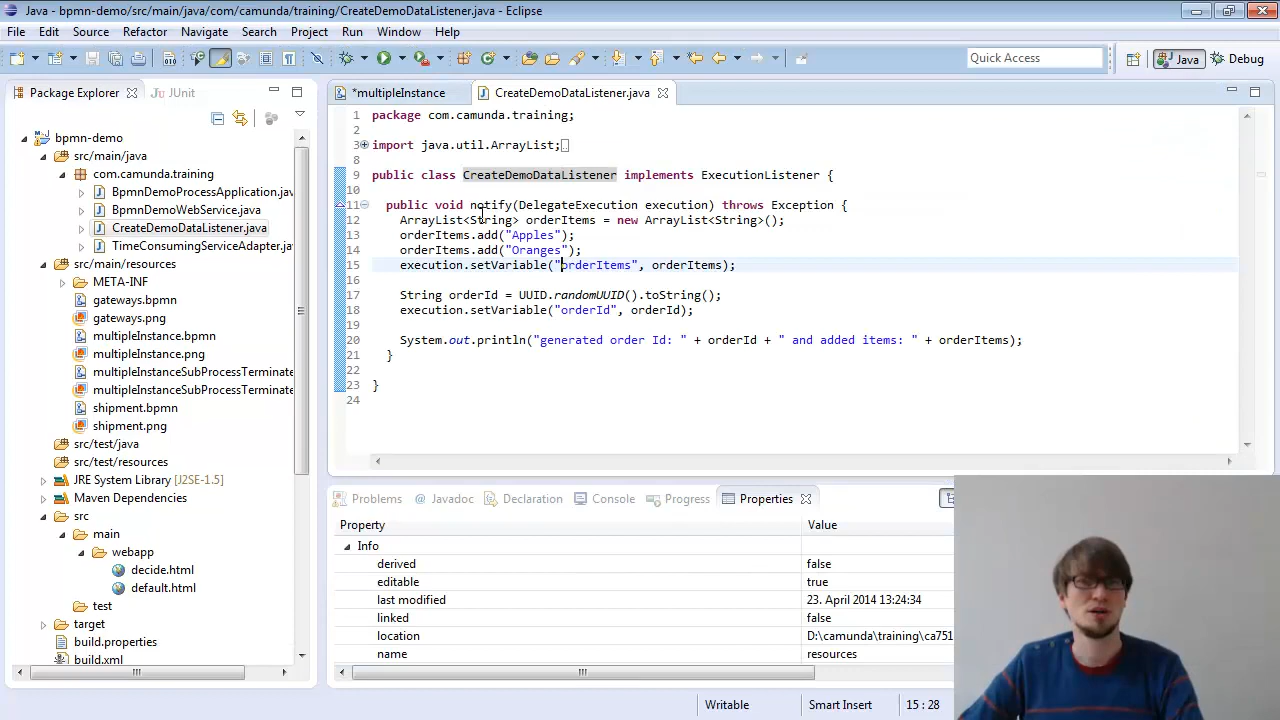 Java - bpmn-demo/src/main/java/com/camunda/training/CreateDemoDataListener.java - Eclipse
File Edit Source Refactor Navigate Search Project Run Window Help
Quick Access
Java
Debug
Package Explorer
JUnit
bpmn-demo
src/main/java
com.camunda.training
BpmnDemoProcessApplication.java
BpmnDemoWebService.java
CreateDemoDataListener.java
TimeConsumingServiceAdapter.ja
src/main/resources
META-INF
gateways.bpmn
gateways.png
multipleInstance.bpmn
multipleInstance.png
multipleInstanceSubProcessTerminate
multipleInstanceSubProcessTerminate
shipment.bpmn
shipment.png
src/test/java
src/test/resources
JRE System Library [J2SE-1.5]
Maven Dependencies
src
main
webapp
decide.html
default.html
test
target
build.properties
build.xml
*multipleInstance
CreateDemoDataListener.java
1 package com.camunda.training;
2
3 import java.util.ArrayList;
8
9 public class CreateDemoDataListener implements ExecutionListener {
10
11 public void notify(DelegateExecution execution) throws Exception {
12 ArrayList<String> orderItems = new ArrayList<String>();
13 orderItems.add("Apples");
14 orderItems.add("Oranges");
15 execution.setVariable("orderItems", orderItems);
16
17 String orderId = UUID.randomUUID().toString();
18 execution.setVariable("orderId", orderId);
19
20 System.out.println("generated order Id: " + orderId + " and added items: " + orderItems);
21 }
22
23 }
24
Problems
Javadoc
Declaration
Console
Progress
Properties
Property Value
Info
derived false
editable true
last modified 23. April 2014 13:24:34
linked false
location D:\camunda\training\ca751
name resources
Writable
Smart Insert
15 : 28